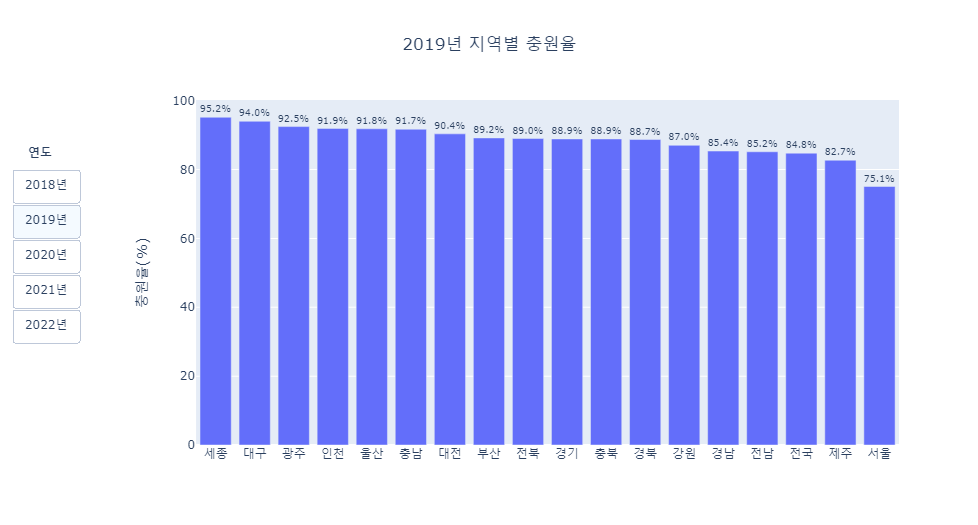 2019년 지역별 충원율
연도
2018년
2019년
2020년
2021년
2022년
충원율(%)
100
80
60
40
20
0
95.2% 94.0% 92.5% 91.9% 91.8% 91.7% 90.4% 89.2% 89.0% 88.9% 88.9% 88.7% 87.0% 85.4% 85.2% 84.8% 82.7% 75.1%
세종 대구 광주 인천 울산 충남 대전 부산 전북 경기 충북 경북 강원 경남 전남 전국 제주 서울